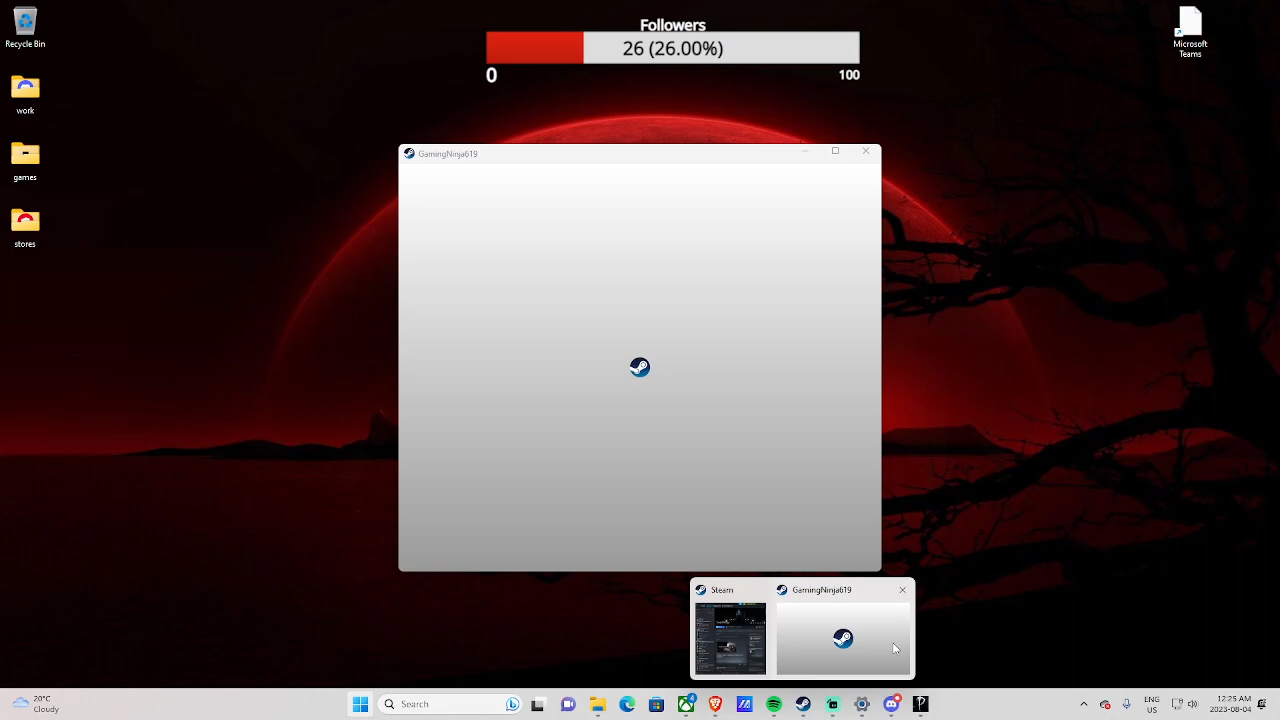 Recycle Bin
work
games
stores
Followers
26 (26.00%)
0
100
Microsoft
Teams
GamingNinja619
Steam
GamingNinja619
20°C
Cloudy
Search
4
ENG
US
12:25 AM
2023-08-04